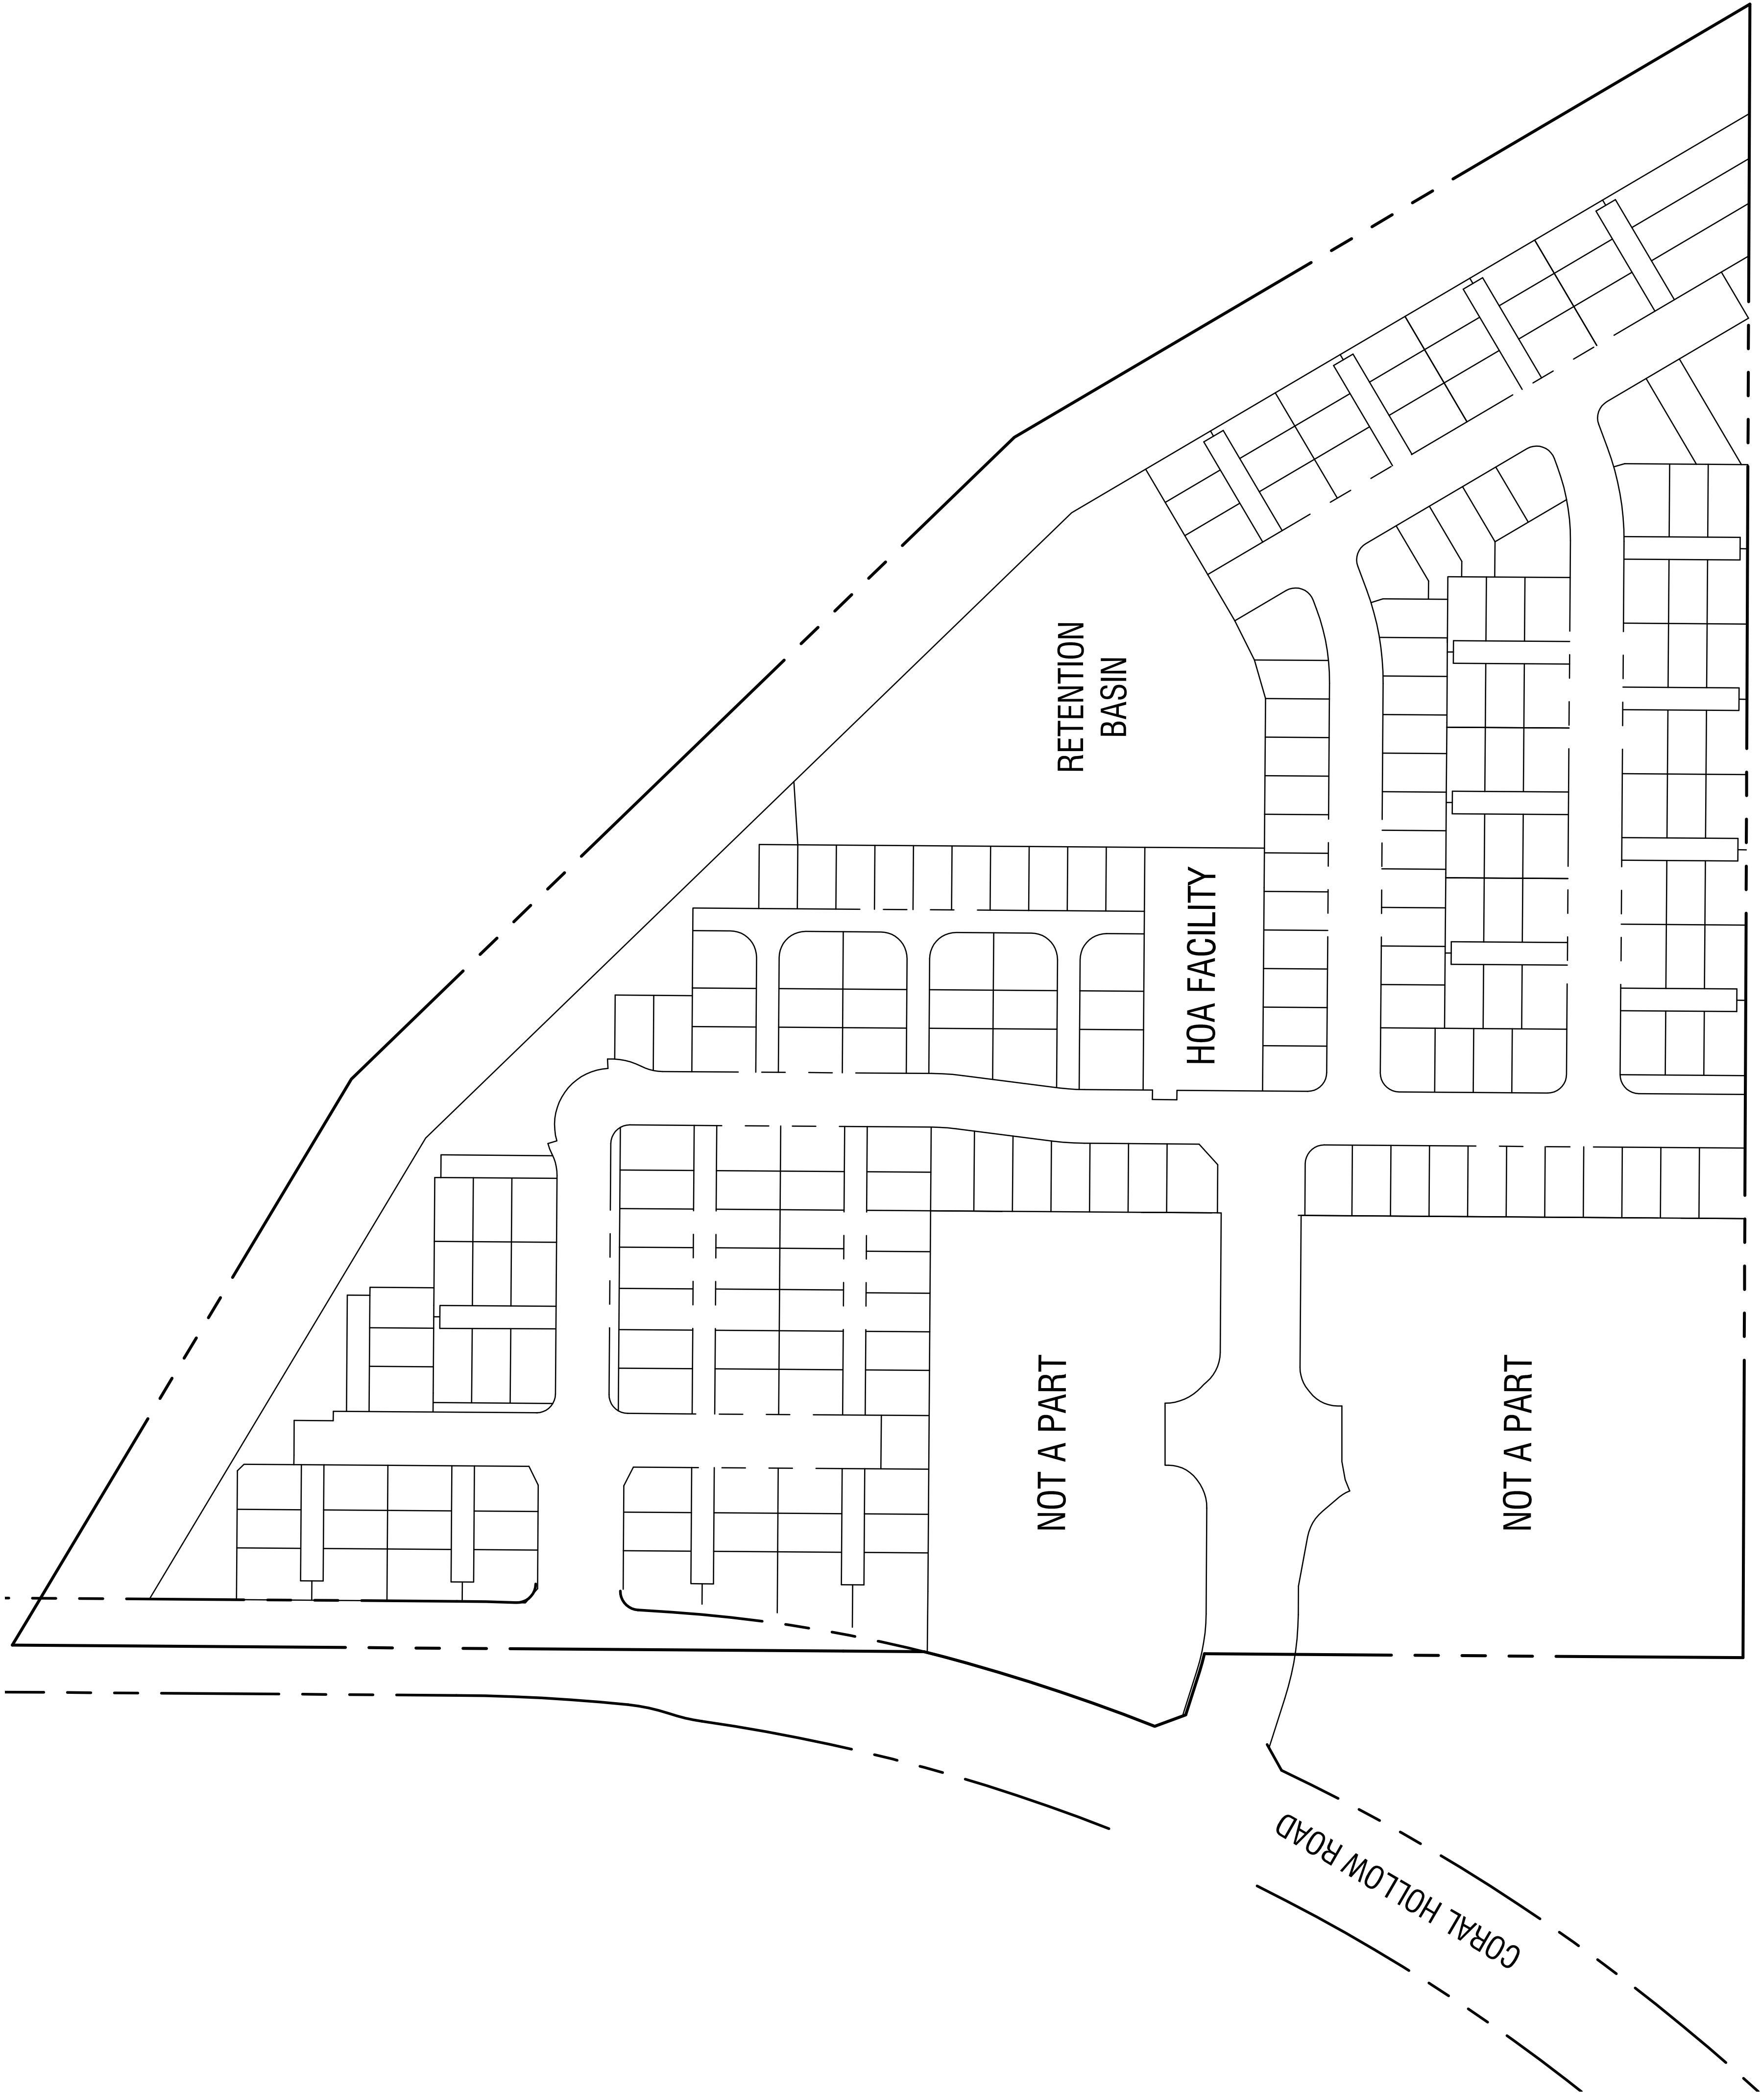 RETENTION
BASIN
HOA FACILITY
NOT A PART
NOT A PART
CORAL HOLLOW ROAD